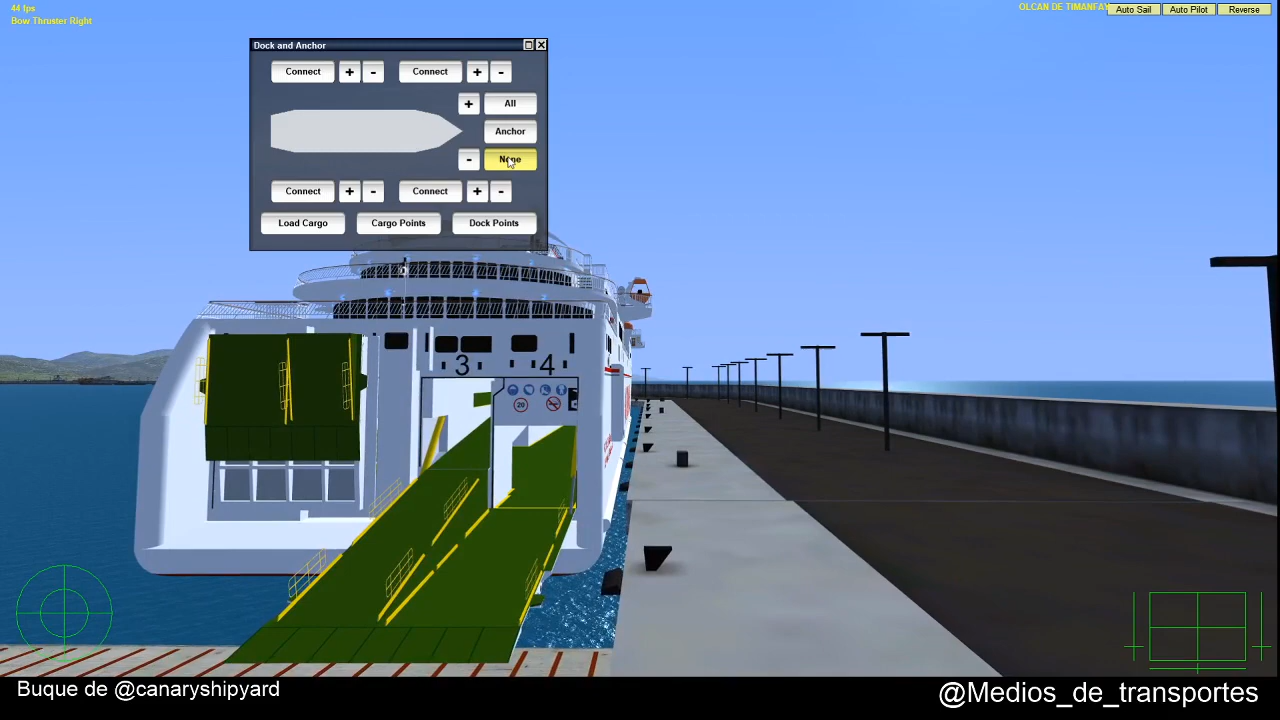 44 fps
Bow Thruster Right
OLCAN DE TIMANFAY
Auto Sail
Auto Pilot
Reverse
Dock and Anchor
Connect + - Connect + -
+ All
Anchor
- None
Connect + - Connect + -
Load Cargo Cargo Points Dock Points
3 4
20
Buque de @canaryshipyard
@Medios_de_transportes